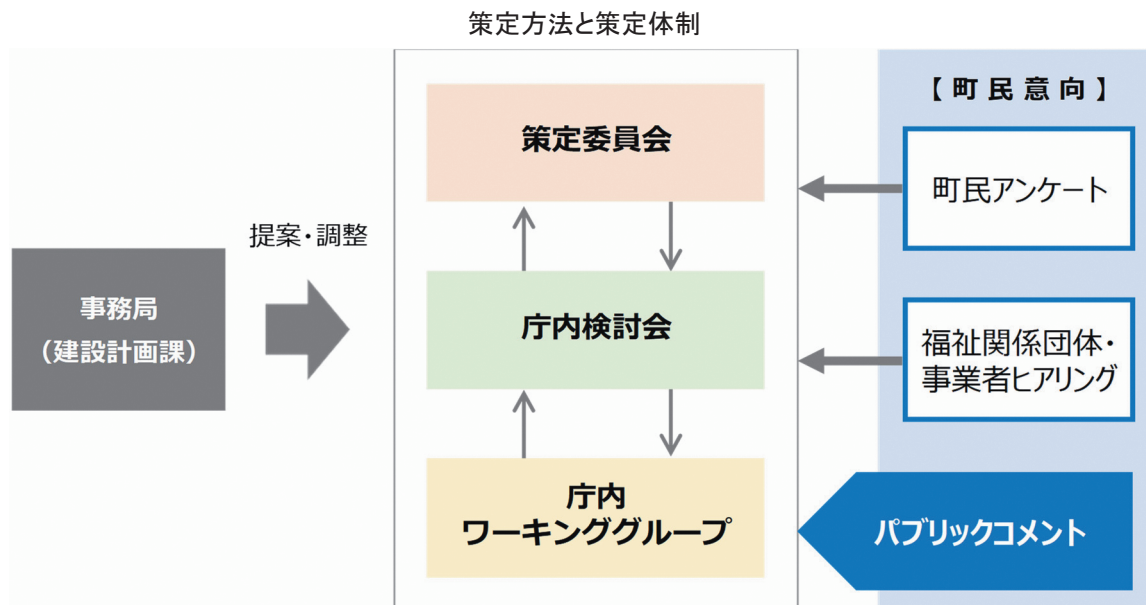 策定方法と策定体制
事務局
（建設計画課）
提案・調整
策定委員会
庁内検討会
庁内
ワーキンググループ
【町民意向】
町民アンケート
福祉関係団体・
事業者ヒアリング
パブリックコメント